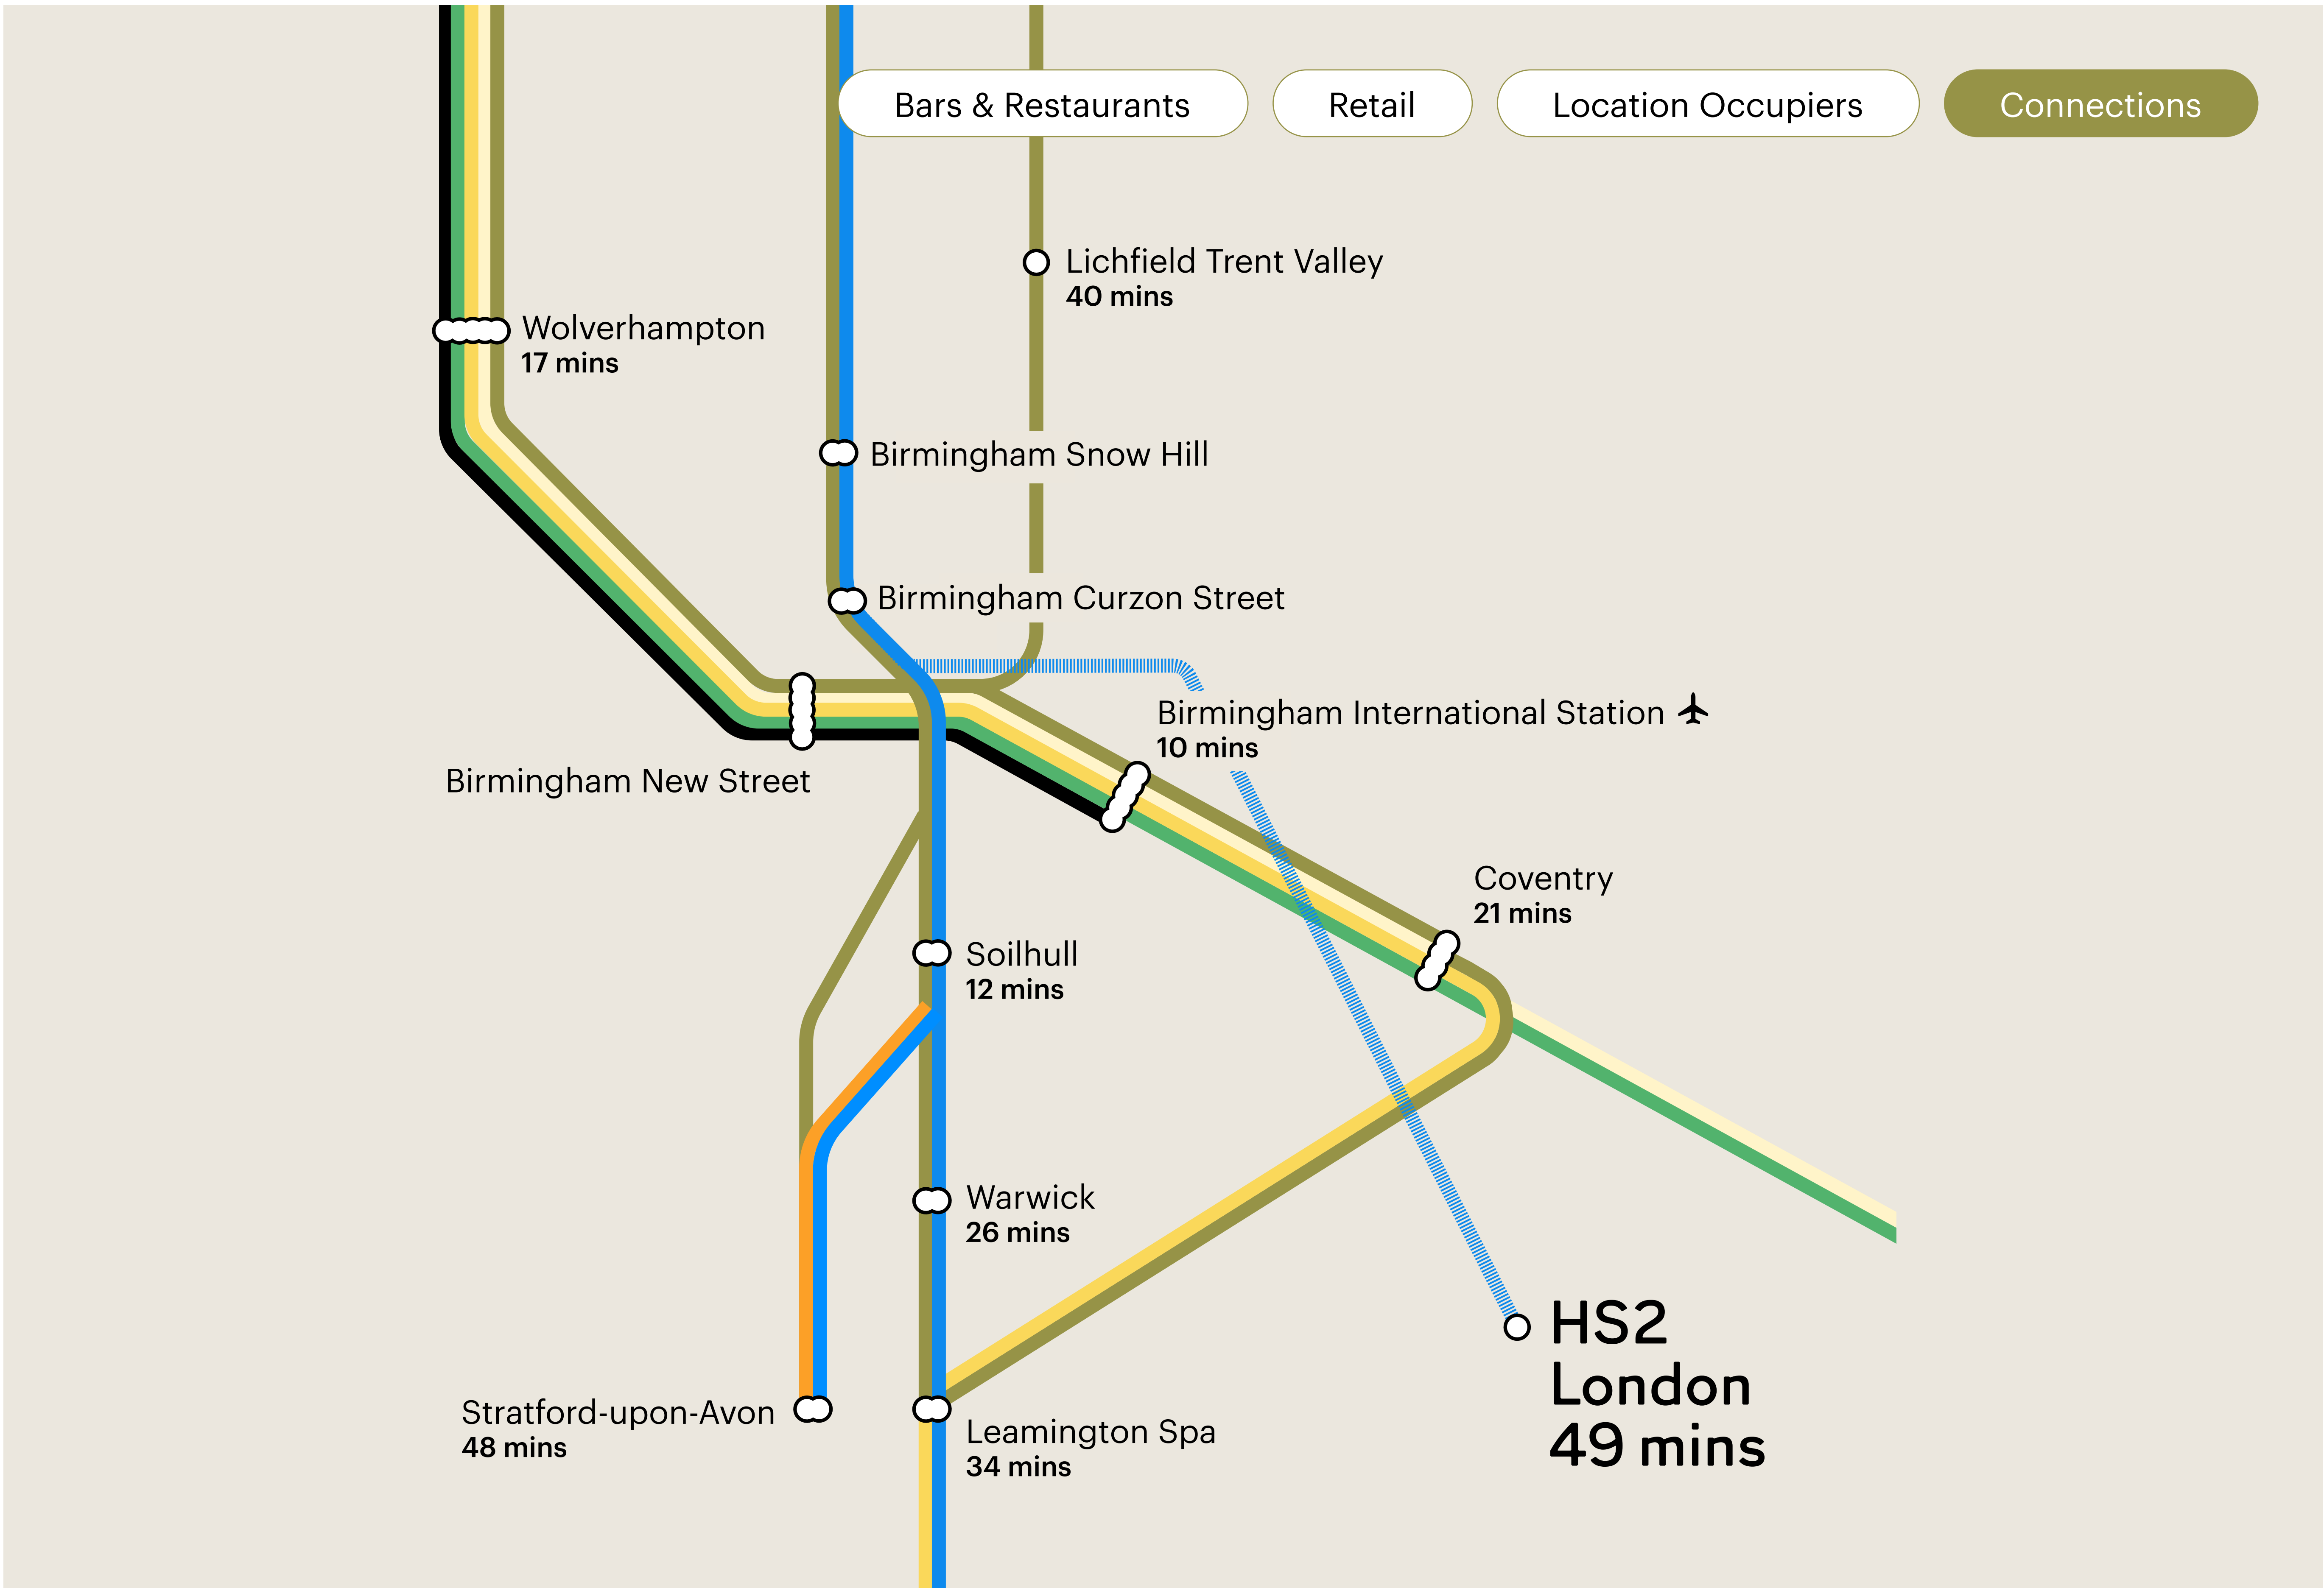 Bars & Restaurants
Retail
Location Occupiers
Connections
Lichfield Trent Valley
40 mins
Wolverhampton
17 mins
Birmingham Snow Hill
Birmingham Curzon Street
Birmingham International Station
10 mins
Birmingham New Street
Coventry
21 mins
Soilhull
12 mins
Warwick
26 mins
HS2
London
49 mins
Stratford-upon-Avon
48 mins
Leamington Spa
34 mins